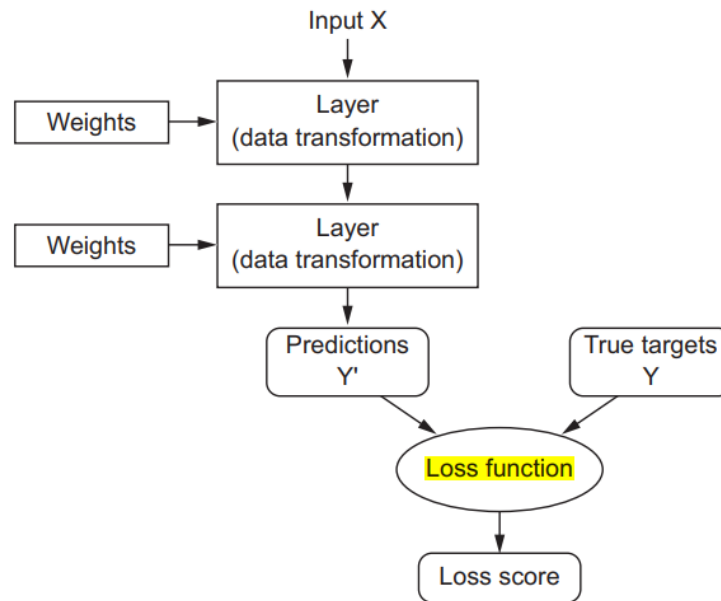 Input X
Weights
Layer
(data transformation)
Weights
Layer
(data transformation)
Predictions
Y'
True targets
Y
Loss function
Loss score